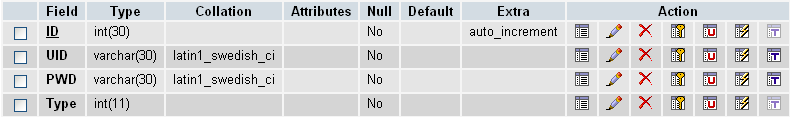 Field Type Collation Attributes Null Default Extra Action
ID int(30) No auto_increment
UID varchar(30) latin1_swedish_ci No
PWD varchar(30) latin1_swedish_ci No
Type int(11) No